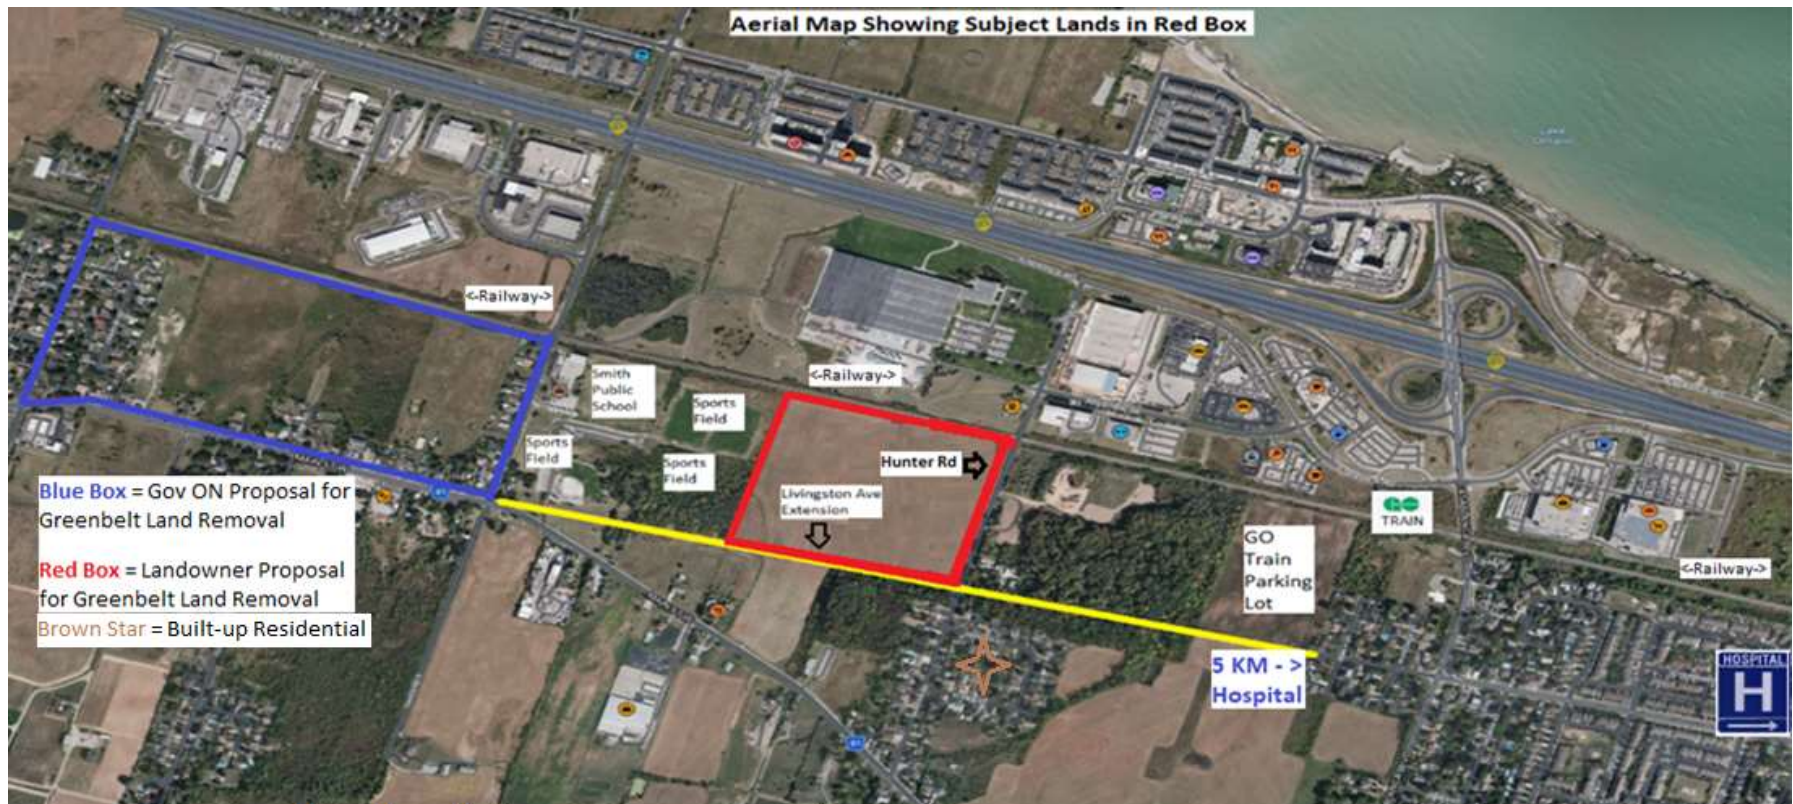 Aerial Map Showing Subject Lands in Red Box
Lake
Ontario
<-Railway->
<-Railway->
Smith
Public
School
Sports
Field
Sports
Field
Sports
Field
Hunter Rd
Livingston Ave
Extension
Blue Box = Gov ON Proposal for
Greenbelt Land Removal
Red Box = Landowner Proposal
for Greenbelt Land Removal
Brown Star = Built-up Residential
GO
TRAIN
GO
Train
Parking
Lot
<-Railway->
5 KM - >
Hospital
HOSPITAL
H
81